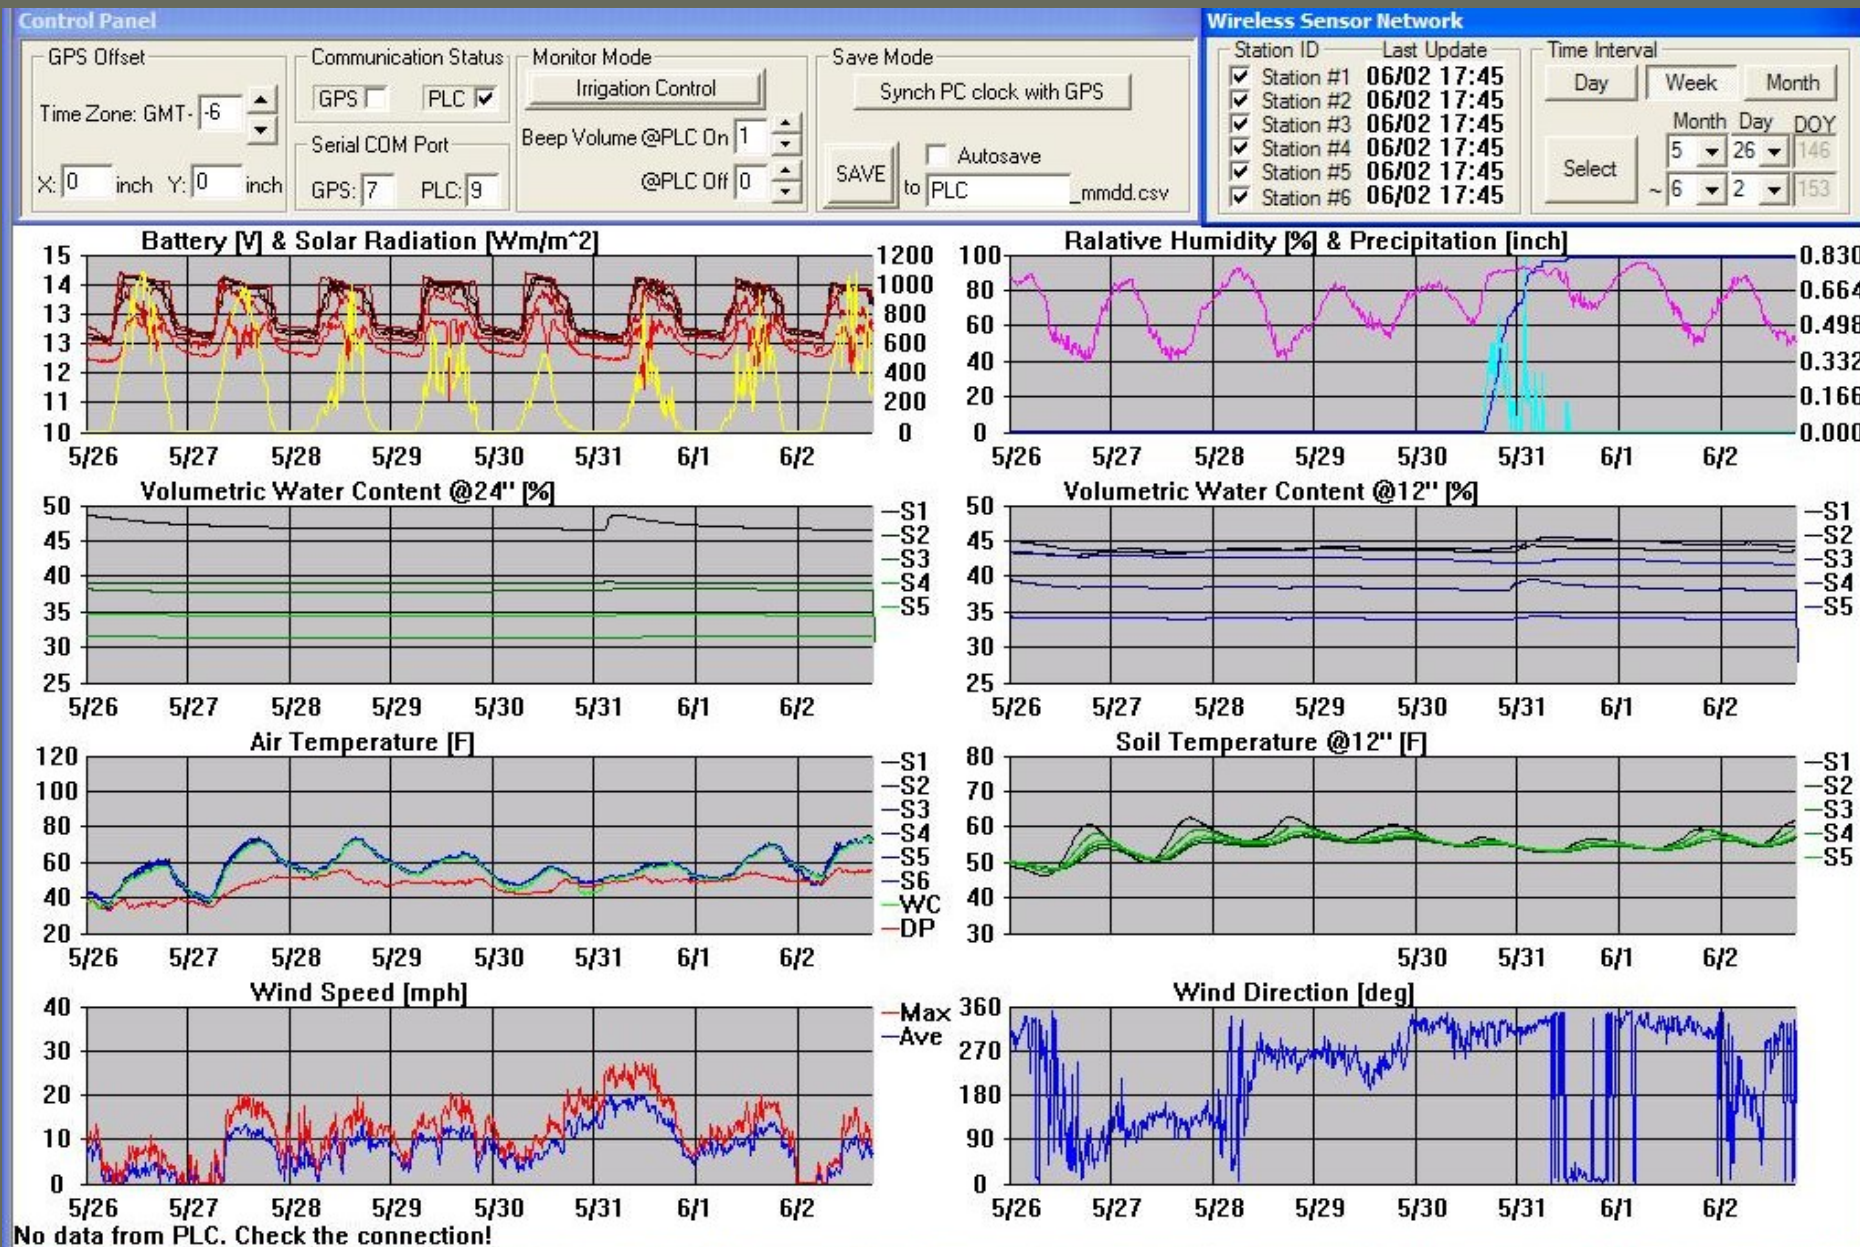 Control Panel
GPS Offset
Time Zone: GMT- -6
X: 0 inch Y: 0 inch
Communication Status
GPS PLC
Serial COM Port
GPS: 7 PLC: 9
Monitor Mode
Irrigation Control
Beep Volume @PLC On 1
@PLC Off 0
Save Mode
Synch PC clock with GPS
SAVE
Autosave
to PLC _mmdd.csv
Wireless Sensor Network
Station ID Last Update
Station #1 06/02 17:45
Station #2 06/02 17:45
Station #3 06/02 17:45
Station #4 06/02 17:45
Station #5 06/02 17:45
Station #6 06/02 17:45
Time Interval
Day Week Month
Month Day DOY
Select
5 26 146
~ 6 2 153
Battery [V] & Solar Radiation [Wm/m^2]
15 1200
14 1000
13 800
13 600
12 400
11 200
10 0
5/26 5/27 5/28 5/29 5/30 5/31 6/1 6/2
Ralative Humidity [%] & Precipitation [inch]
100 0.830
80 0.664
60 0.498
40 0.332
20 0.166
0 0.000
5/26 5/27 5/28 5/29 5/30 5/31 6/1 6/2
Volumetric Water Content @24" [%]
50
45
40
35
30
25
S1
S2
S3
S4
S5
5/26 5/27 5/28 5/29 5/30 5/31 6/1 6/2
Volumetric Water Content @12" [%]
50
45
40
35
30
25
S1
S2
S3
S4
S5
5/26 5/27 5/28 5/29 5/30 5/31 6/1 6/2
Air Temperature [F]
120
100
80
60
40
20
S1
S2
S3
S4
S5
S6
WC
DP
5/26 5/27 5/28 5/29 5/30 5/31 6/1 6/2
Soil Temperature @12" [F]
80
70
60
50
40
30
S1
S2
S3
S4
S5
5/30 5/31 6/1 6/2
Wind Speed [mph]
40
30
20
10
0
Max
Ave
5/26 5/27 5/28 5/29 5/30 5/31 6/1 6/2
Wind Direction [deg]
360
270
180
90
0
5/26 5/27 5/28 5/29 5/30 5/31 6/1 6/2
No data from PLC. Check the connection!